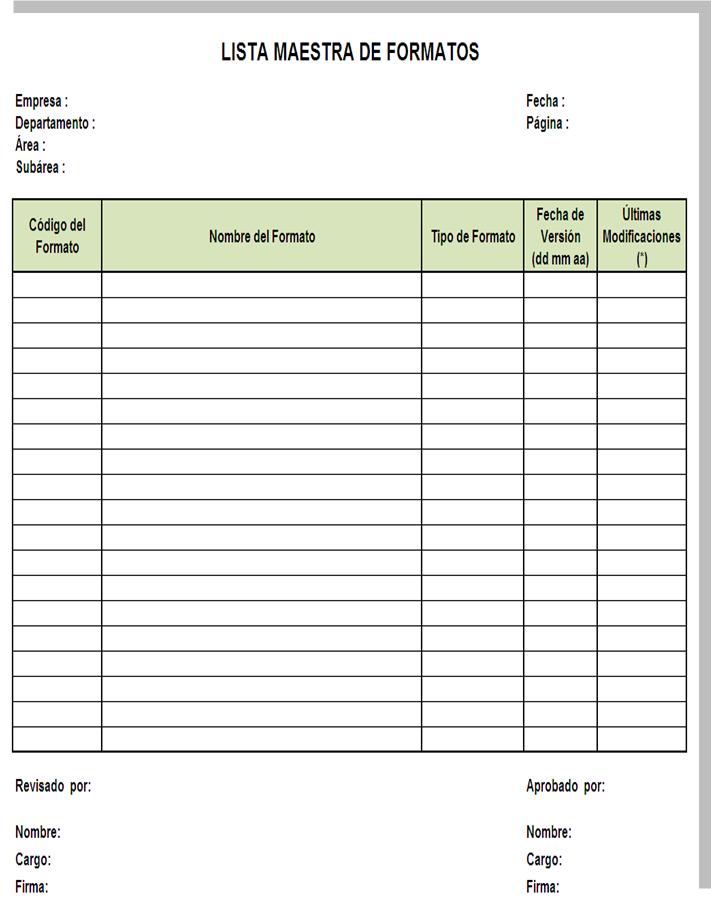 LISTA MAESTRA DE FORMATOS
Empresa :
Fecha :
Departamento :
Página :
Área :
Subárea :
Código del
Formato
Nombre del Formato
Tipo de Formato
Fecha de
Versión
(dd mm aa)
Últimas
Modificaciones
(*)
Revisado por:
Aprobado por:
Nombre:
Nombre:
Cargo:
Cargo:
Firma:
Firma: